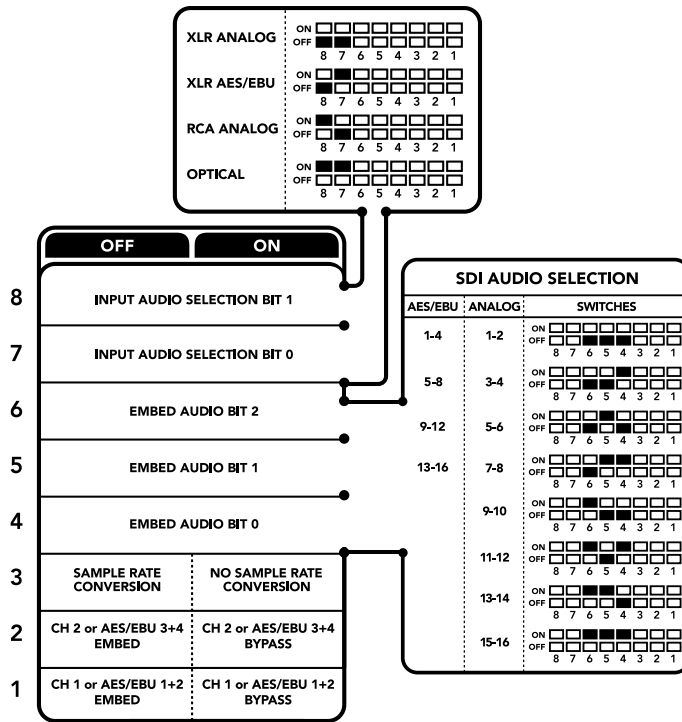 XLR ANALOG
ON
OFF
8 7 6 5 4 3 2 1
XLR AES/EBU
ON
OFF
8 7 6 5 4 3 2 1
RCA ANALOG
ON
OFF
8 7 6 5 4 3 2 1
OPTICAL
ON
OFF
8 7 6 5 4 3 2 1
OFF ON
8 INPUT AUDIO SELECTION BIT 1
7 INPUT AUDIO SELECTION BIT 0
6 EMBED AUDIO BIT 2
5 EMBED AUDIO BIT 1
4 EMBED AUDIO BIT 0
3
SAMPLE RATE
CONVERSION
NO SAMPLE RATE
CONVERSION
2
CH 2 or AES/EBU 3+4
EMBED
CH 2 or AES/EBU 3+4
BYPASS
1
CH 1 or AES/EBU 1+2
EMBED
CH 1 or AES/EBU 1+2
BYPASS
SDI AUDIO SELECTION
AES/EBU ANALOG SWITCHES
1-4 1-2
ON
OFF
8 7 6 5 4 3 2 1
5-8 3-4
ON
OFF
8 7 6 5 4 3 2 1
9-12 5-6
ON
OFF
8 7 6 5 4 3 2 1
13-16 7-8
ON
OFF
8 7 6 5 4 3 2 1
9-10
ON
OFF
8 7 6 5 4 3 2 1
11-12
ON
OFF
8 7 6 5 4 3 2 1
13-14
ON
OFF
8 7 6 5 4 3 2 1
15-16
ON
OFF
8 7 6 5 4 3 2 1